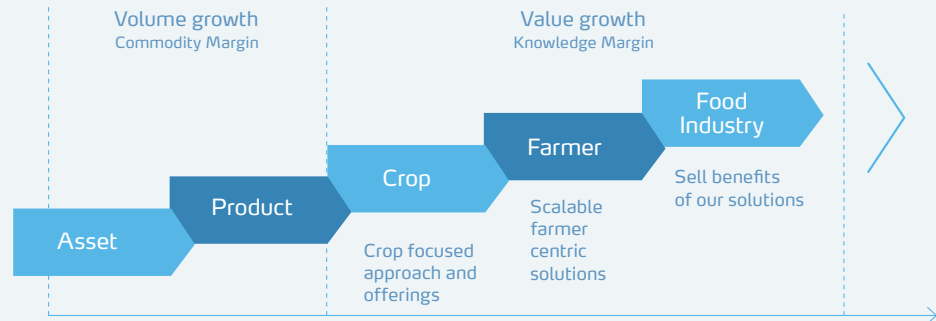 Volume growth
Commodity Margin
Value growth
Knowledge Margin
Food
Industry
Farmer
Crop
Product
Asset
Sell benefits
of our solutions
Scalable
farmer
centric
solutions
Crop focused
approach and
offerings